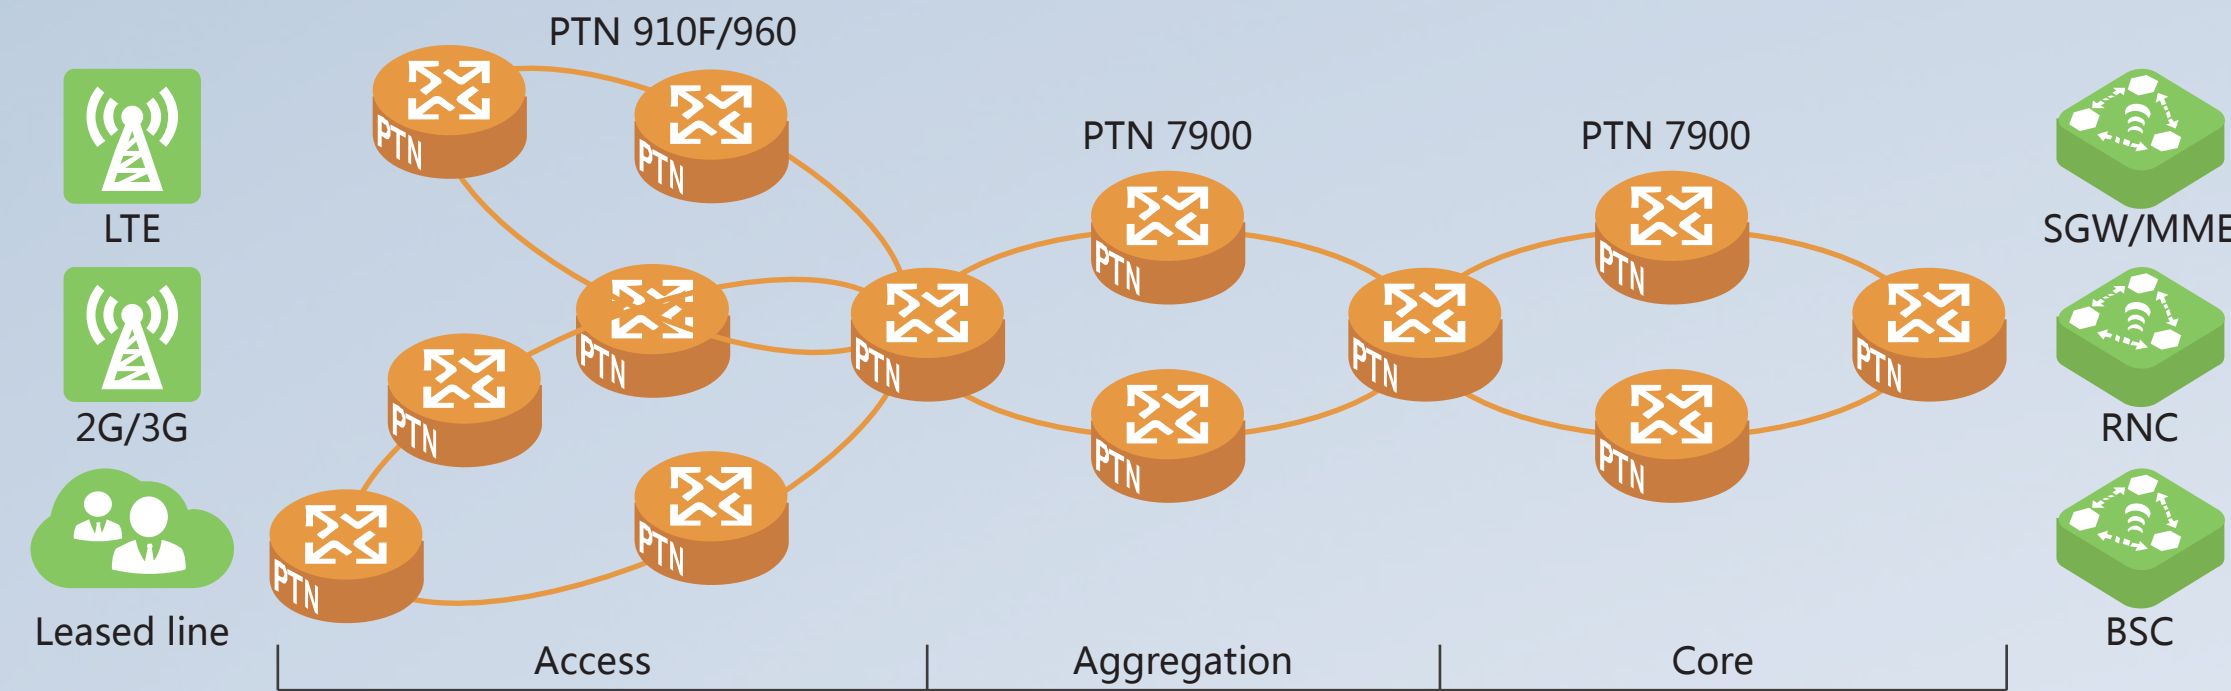 PTN 910F/960
PTN 7900
PTN 7900
LTE
2G/3G
Leased line
PTN
PTN
PTN
PTN
PTN
PTN
PTN
PTN
PTN
PTN
PTN
PTN
PTN
SGW/MME
RNC
BSC
Access
Aggregation
Core